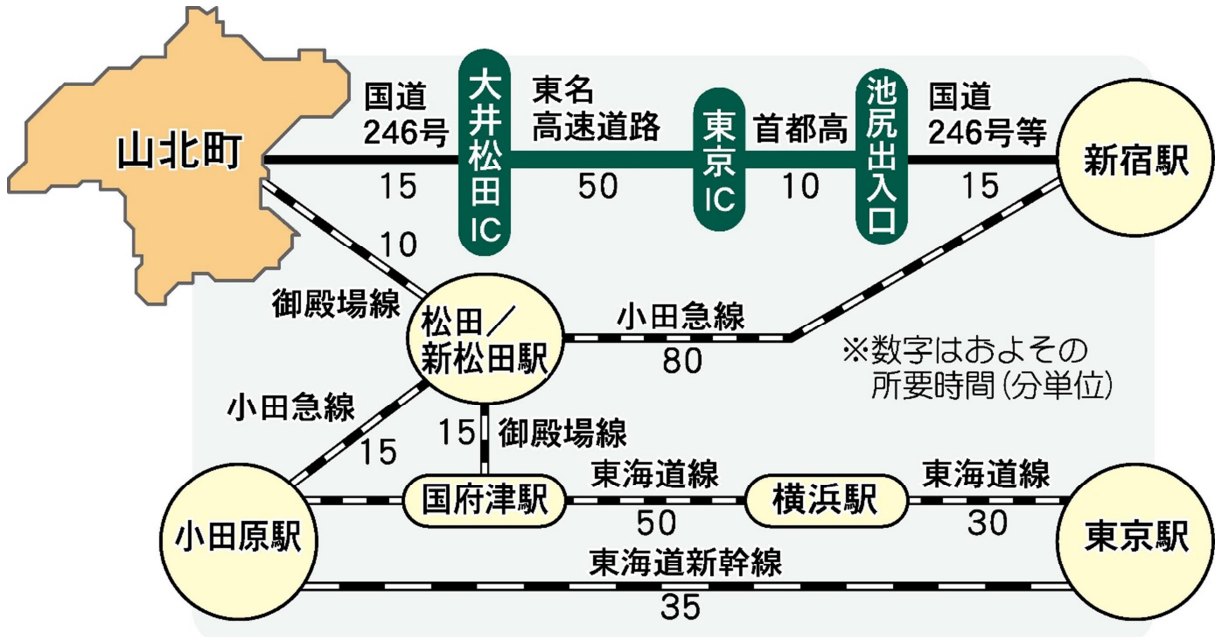 山北町
国道
246号
15
大井松田IC
東名
高速道路
50
東京IC
首都高
10
池尻出入口
国道
246号等
15
新宿駅
10
御殿場線
松田／
新松田駅
小田急線
80
※数字はおよその
所要時間(分単位)
小田急線
15
15
御殿場線
小田原駅
国府津駅
東海道線
50
横浜駅
東海道線
30
東京駅
東海道新幹線
35